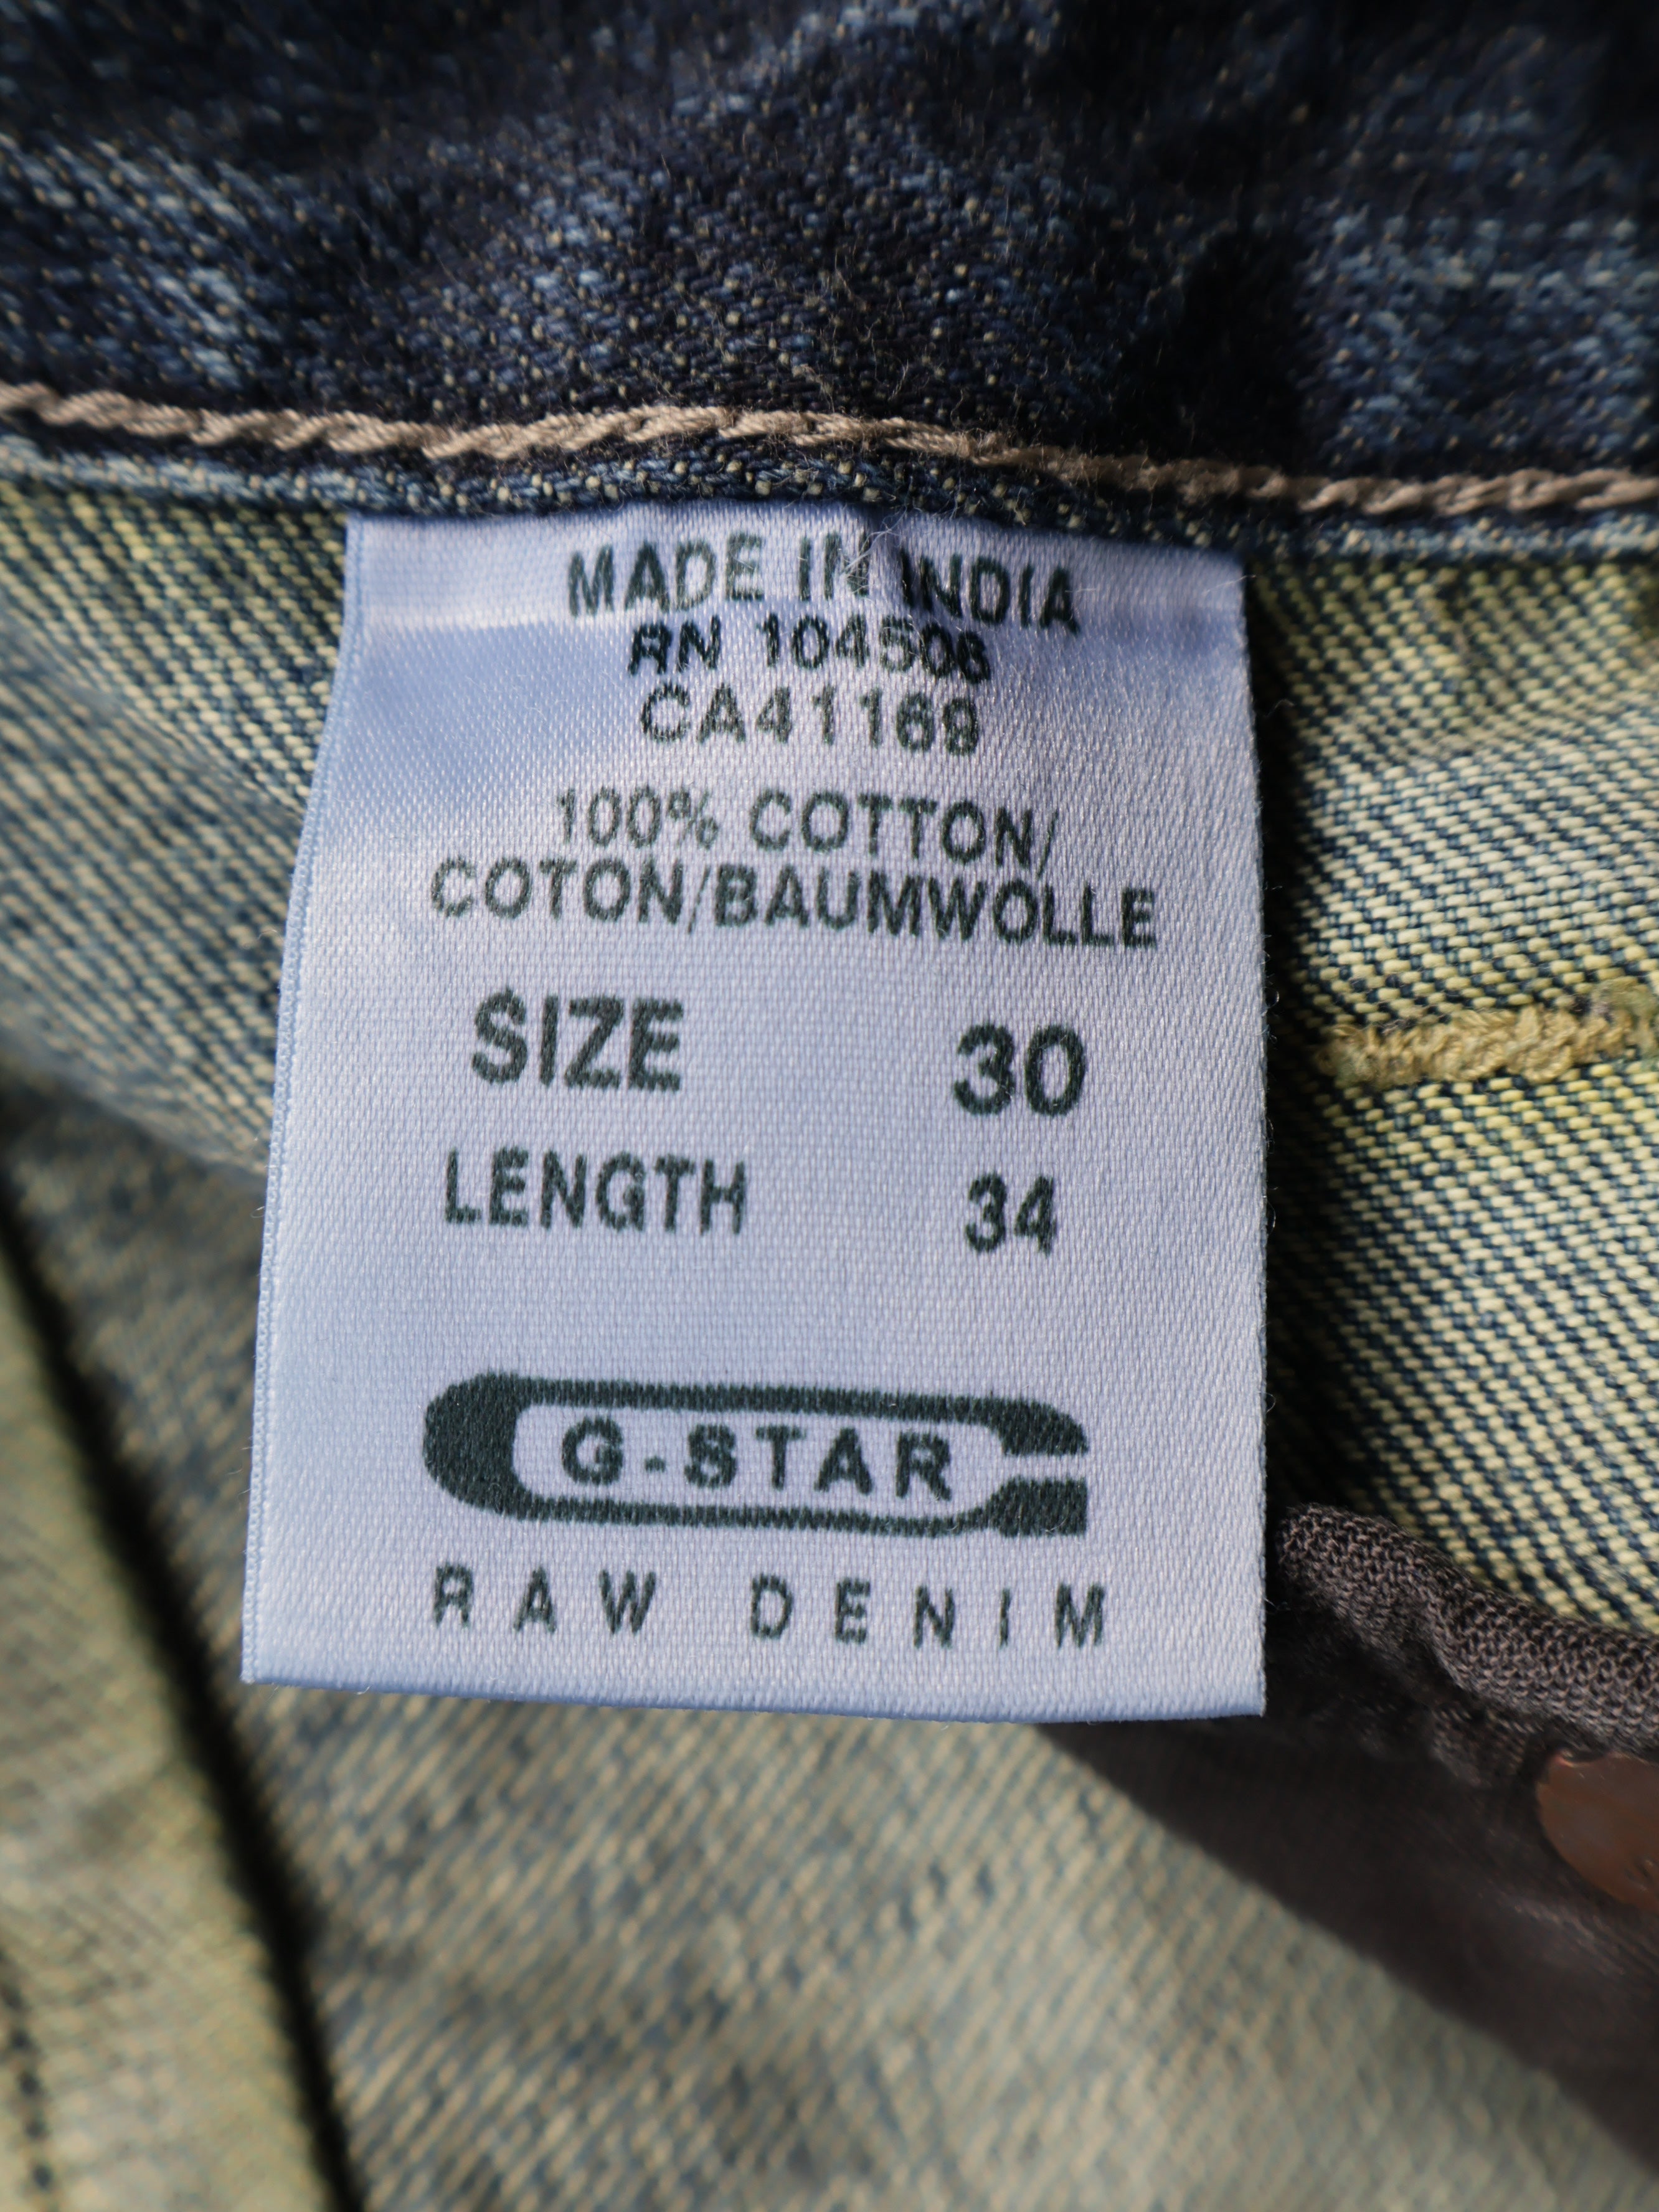 MADE IN INDIA
RN 104506
CA41169
100% COTTON/
COTON/BAUMWOLLE
SIZE 30
LENGTH 34
G-STAR
RAW DENIM